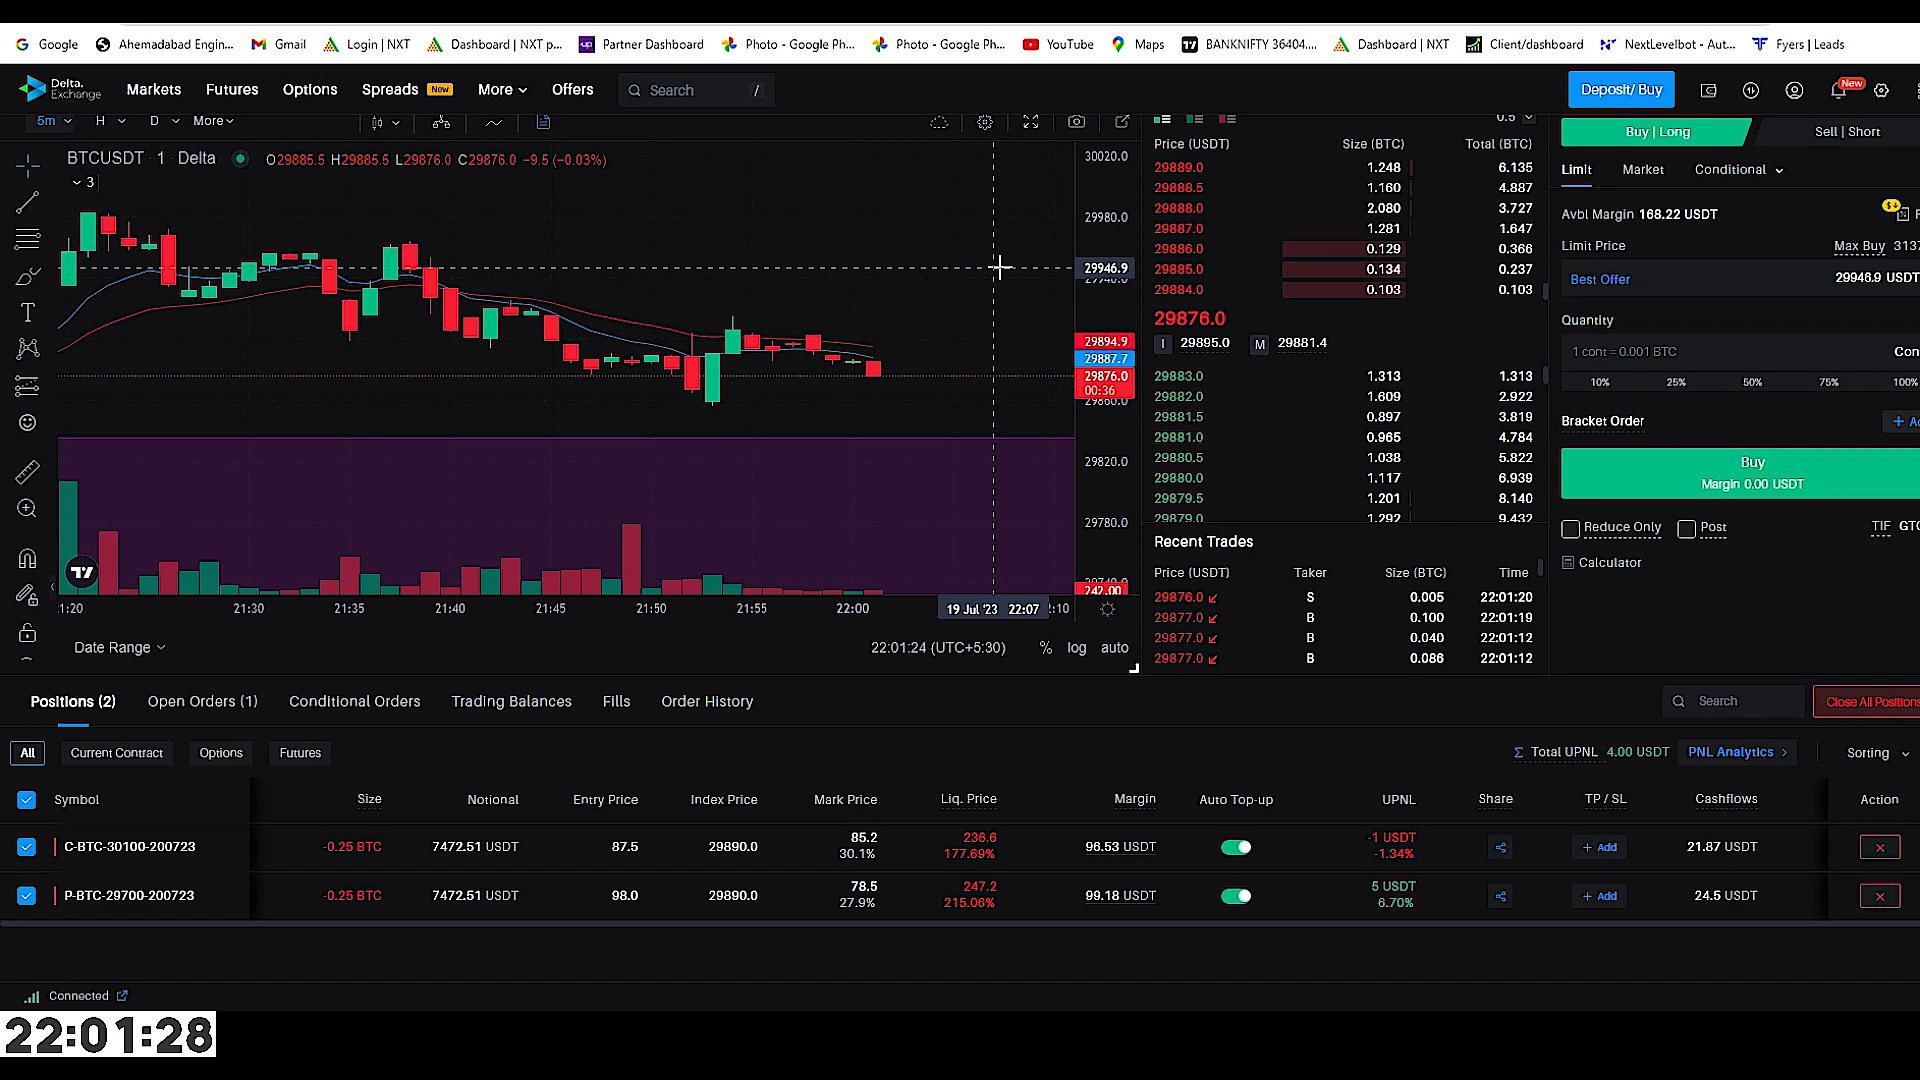 Google Ahemadabad Engin... Gmail Login | NXT Dashboard | NXT p... up Partner Dashboard Photo - Google Ph... Photo - Google Ph... YouTube Maps BANKNIFTY 36404.... Dashboard | NXT Client/dashboard NextLevelbot - Aut... Fyers | Leads
Delta. Exchange Markets Futures Options Spreads New More Offers Search / Deposit/ Buy New
5m H D More 0.5
BTCUSDT · 1 · Delta O29885.5 H29885.5 L29876.0 C29876.0 −9.5 (−0.03%)
3
30020.0
29980.0
29946.9
29940.0
29894.9
29887.7
29876.0
00:36
29860.0
29820.0
29780.0
29740.0
242.00
21:30 21:35 21:40 21:45 21:50 21:55 22:00 19 Jul '23 22:07 :10
Date Range 22:01:24 (UTC+5:30) % log auto
Price (USDT) Size (BTC) Total (BTC)
29889.0 1.248 6.135
29888.5 1.160 4.887
29888.0 2.080 3.727
29887.0 1.281 1.647
29886.0 0.129 0.366
29885.0 0.134 0.237
29884.0 0.103 0.103
29876.0
I 29895.0 M 29881.4
29883.0 1.313 1.313
29882.0 1.609 2.922
29881.5 0.897 3.819
29881.0 0.965 4.784
29880.5 1.038 5.822
29880.0 1.117 6.939
29879.5 1.201 8.140
29879.0 1.292 9.432
Recent Trades
Price (USDT) Taker Size (BTC) Time
29876.0 S 0.005 22:01:20
29877.0 B 0.100 22:01:19
29877.0 B 0.040 22:01:12
29877.0 B 0.086 22:01:12
Buy | Long Sell | Short
Limit Market Conditional
Avbl Margin 168.22 USDT
Limit Price Max Buy 3137
Best Offer 29946.9 USDT
Quantity
1 cont = 0.001 BTC Con
10% 25% 50% 75% 100%
Bracket Order + Ad
Buy
Margin 0.00 USDT
Reduce Only Post TIF GTC
Calculator
Positions (2) Open Orders (1) Conditional Orders Trading Balances Fills Order History Search Close All Positions
All Current Contract Options Futures Σ Total UPNL 4.00 USDT PNL Analytics Sorting
Symbol Size Notional Entry Price Index Price Mark Price Liq. Price Margin Auto Top-up UPNL Share TP / SL Cashflows Action
C-BTC-30100-200723 -0.25 BTC 7472.51 USDT 87.5 29890.0 85.2 30.1% 236.6 177.69% 96.53 USDT -1 USDT -1.34% + Add 21.87 USDT
P-BTC-29700-200723 -0.25 BTC 7472.51 USDT 98.0 29890.0 78.5 27.9% 247.2 215.06% 99.18 USDT 5 USDT 6.70% + Add 24.5 USDT
Connected
22:01:28